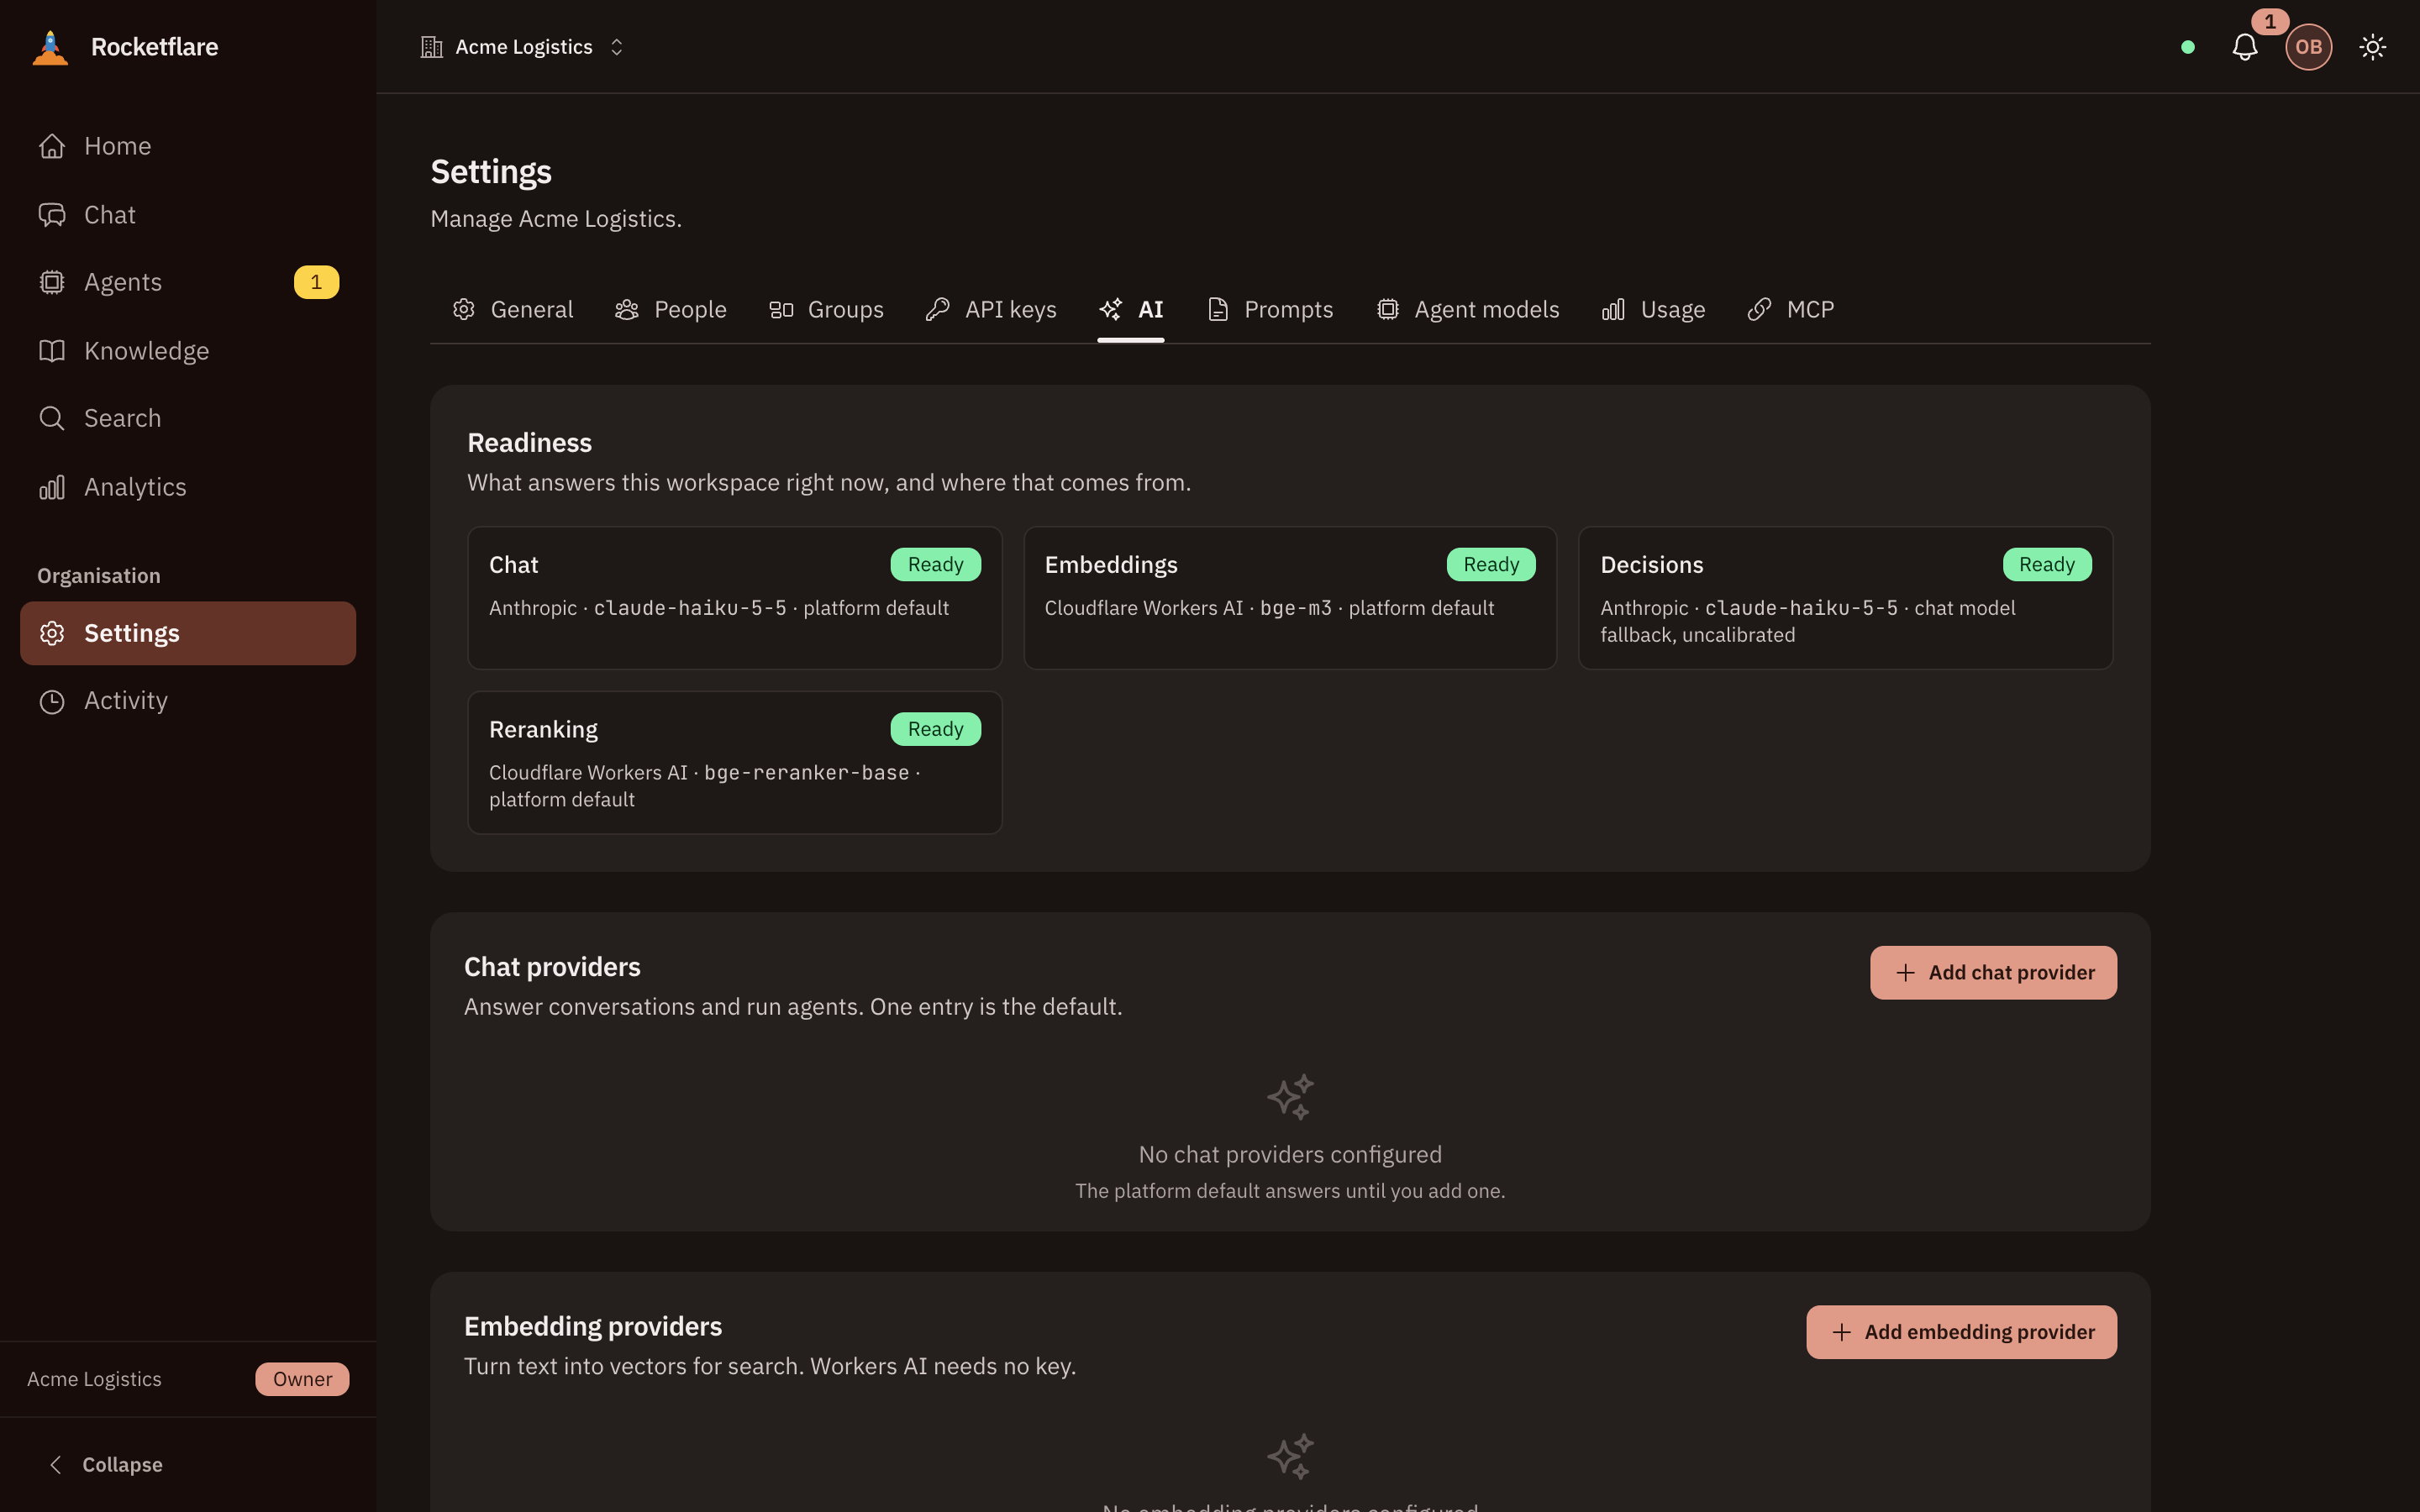 Rocketflare
Acme Logistics
1
OB
Home
Chat
Agents
1
Knowledge
Search
Analytics
Organisation
Settings
Activity
Acme Logistics
Owner
Collapse
Settings
Manage Acme Logistics.
General
People
Groups
API keys
AI
Prompts
Agent models
Usage
MCP
Readiness
What answers this workspace right now, and where that comes from.
Chat
Ready
Anthropic · claude-haiku-5-5 · platform default
Embeddings
Ready
Cloudflare Workers AI · bge-m3 · platform default
Decisions
Ready
Anthropic · claude-haiku-5-5 · chat model
fallback, uncalibrated
Reranking
Ready
Cloudflare Workers AI · bge-reranker-base ·
platform default
Chat providers
Answer conversations and run agents. One entry is the default.
Add chat provider
No chat providers configured
The platform default answers until you add one.
Embedding providers
Turn text into vectors for search. Workers AI needs no key.
Add embedding provider
No embedding providers configured